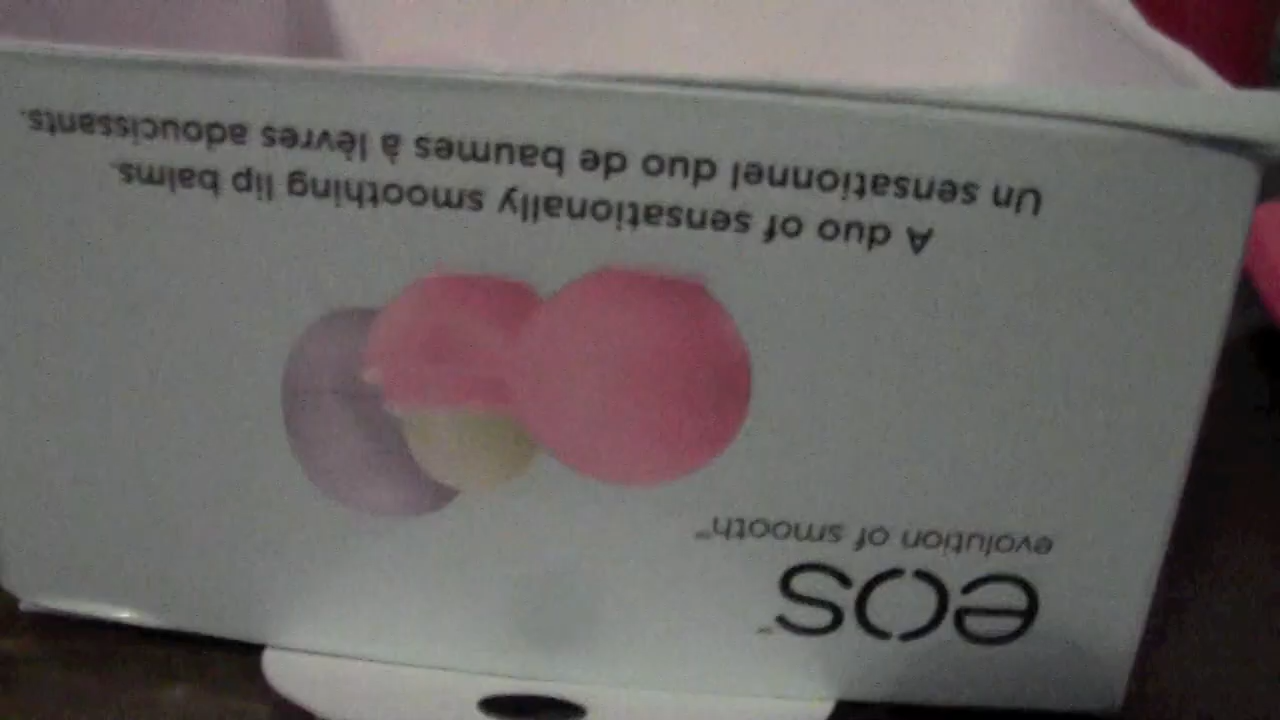 eos™
evolution of smooth™
A duo of sensationally smoothing lip balms.
Un sensationnel duo de baumes à lèvres adoucissants.